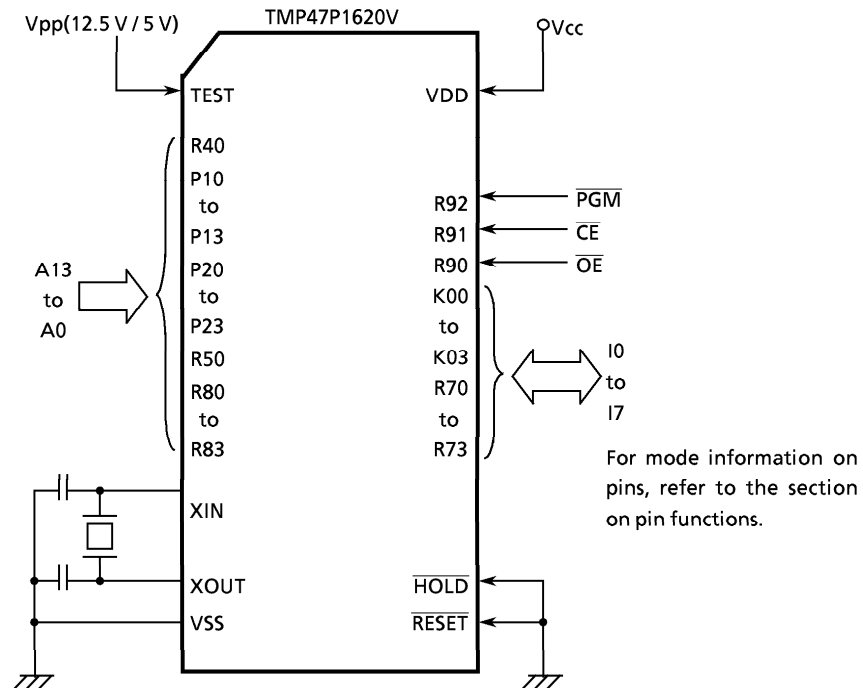 TMP47P1620V
Vpp(12.5 V / 5 V)
Vcc
TEST
VDD
R40
P10
to
P13
P20
to
P23
R50
R80
to
R83
A13
to
A0
R92
PGM
R91
CE
R90
OE
K00
to
K03
R70
to
R73
I0
to
I7
For mode information on
pins, refer to the section
on pin functions.
XIN
XOUT
VSS
HOLD
RESET